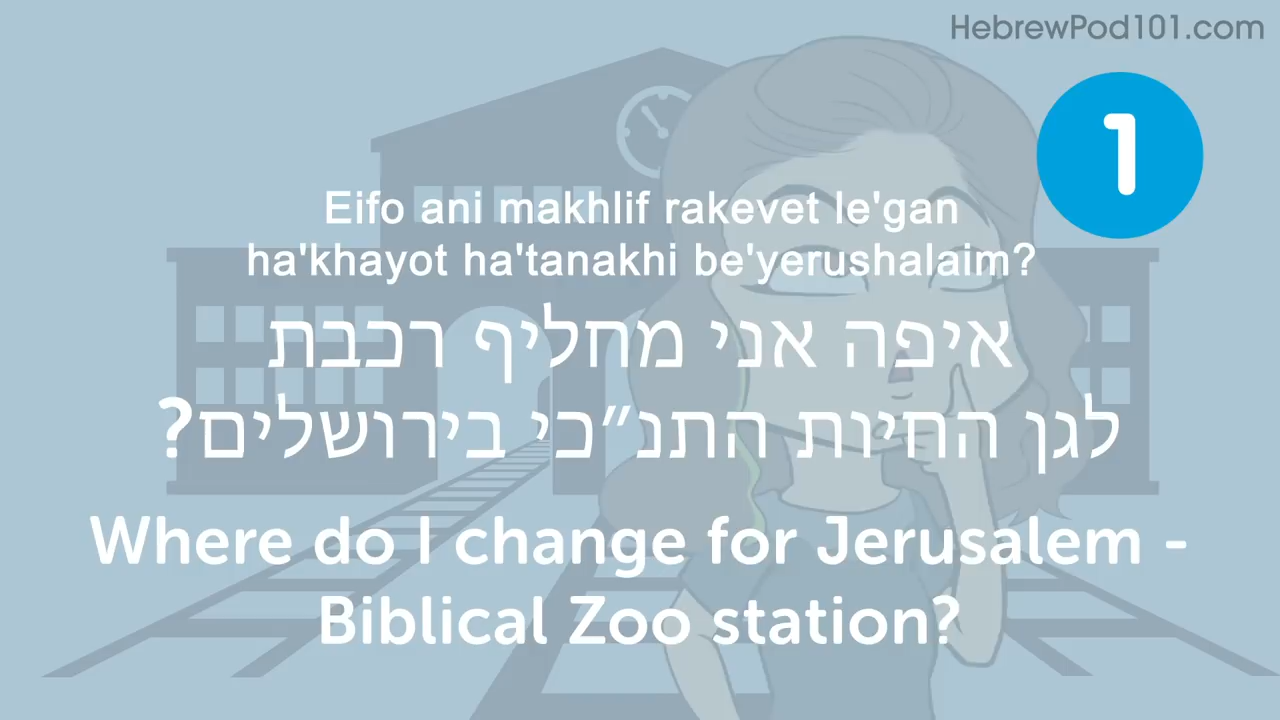 HebrewPod101.com
1
Eifo ani makhlif rakevet le'gan
ha'khayot ha'tanakhi be'yerushalaim?
איפה אני מחליף רכבת
לגן החיות התנ״כי בירושלים?
Where do I change for Jerusalem -
Biblical Zoo station?